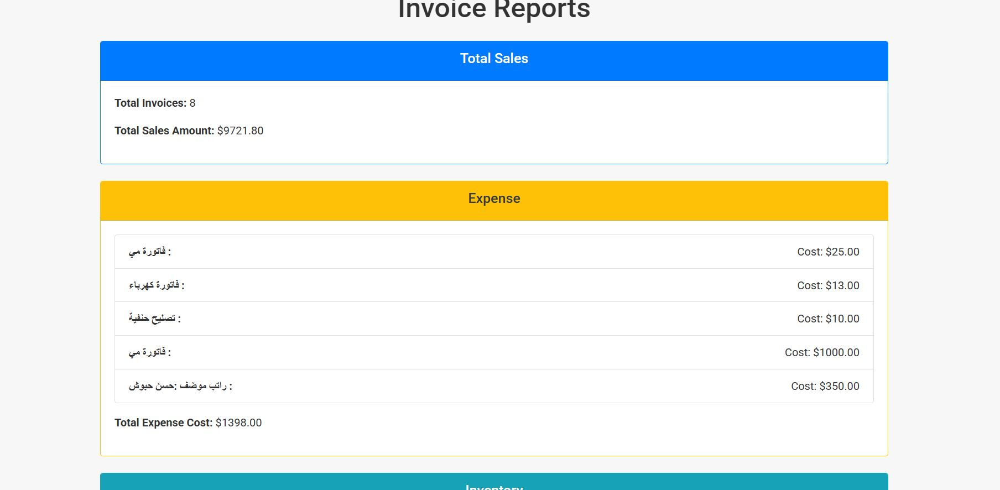 Invoice Reports
Total Sales
Total Invoices: 8
Total Sales Amount: $9721.80
Expense
فاتورة مي :
Cost: $25.00
فاتورة كهرباء :
Cost: $13.00
تصليح حنفية :
Cost: $10.00
فاتورة مي :
Cost: $1000.00
راتب موضف :حسن حبوش :
Cost: $350.00
Total Expense Cost: $1398.00
Inventory